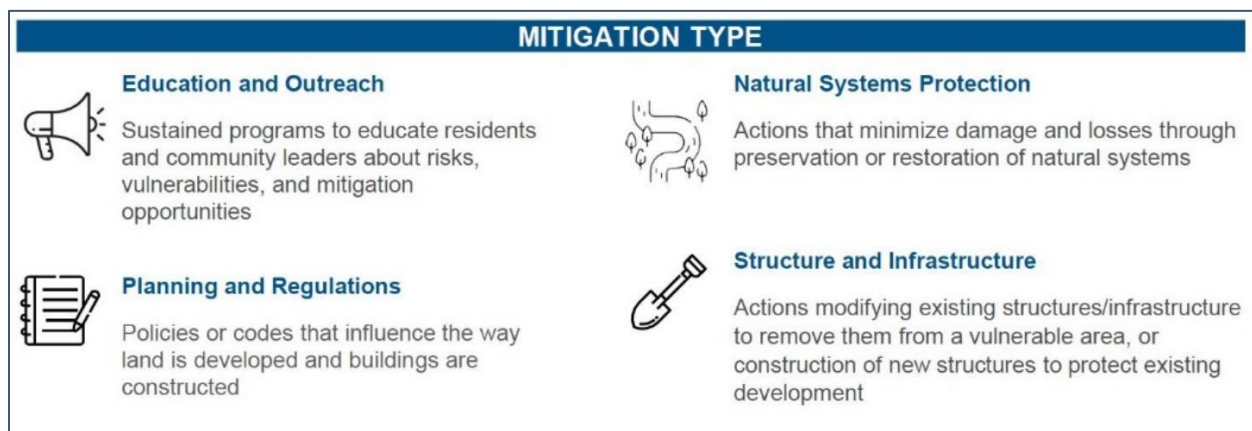 MITIGATION TYPE
Education and Outreach
Sustained programs to educate residents
and community leaders about risks,
vulnerabilities, and mitigation
opportunities
Planning and Regulations
Policies or codes that influence the way
land is developed and buildings are
constructed
Natural Systems Protection
Actions that minimize damage and losses through
preservation or restoration of natural systems
Structure and Infrastructure
Actions modifying existing structures/infrastructure
to remove them from a vulnerable area, or
construction of new structures to protect existing
development